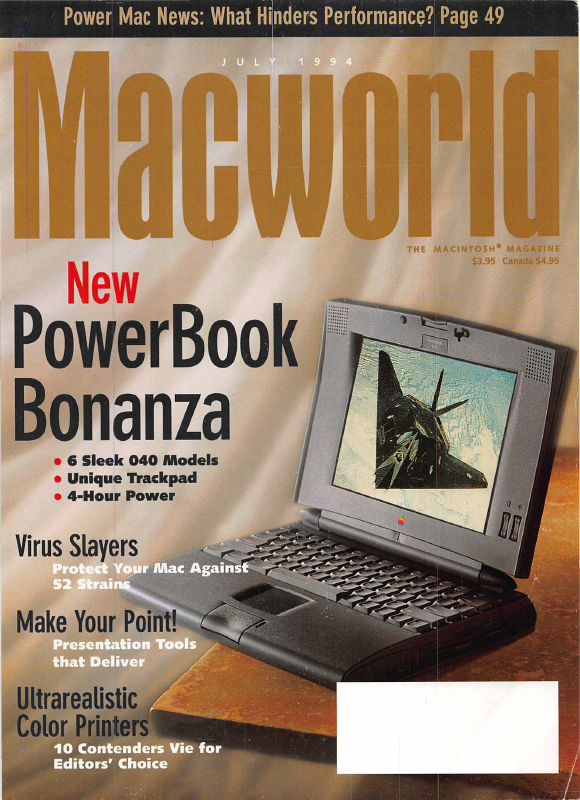 Power Mac News: What Hinders Performance? Page 49
JULY 1994
Macworld
THE MACINTOSH® MAGAZINE
$3.95 Canada $4.95
New
PowerBook
Bonanza
• 6 Sleek 040 Models
• Unique Trackpad
• 4-Hour Power
Virus Slayers
Protect Your Mac Against
52 Strains
Make Your Point!
Presentation Tools
that Deliver
Ultrarealistic
Color Printers
10 Contenders Vie for
Editors' Choice